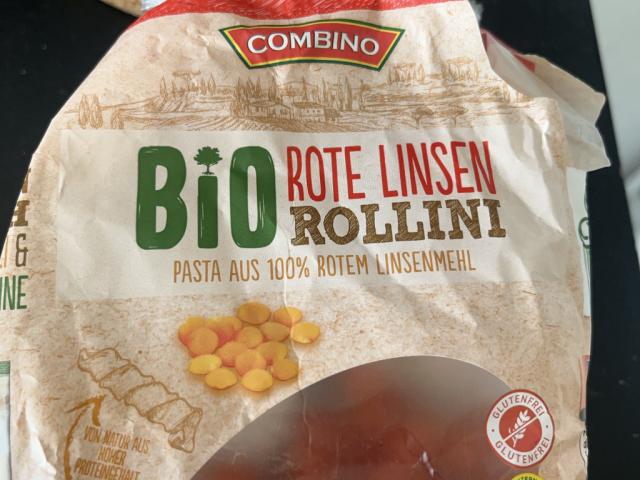 COMBINO
BIO ROTE LINSEN
ROLLINI
PASTA AUS 100% ROTEM LINSENMEHL
&
VON NATUR AUS
HOHER
PROTEINGEHALT
GLUTENFREI
GLUTENFREI